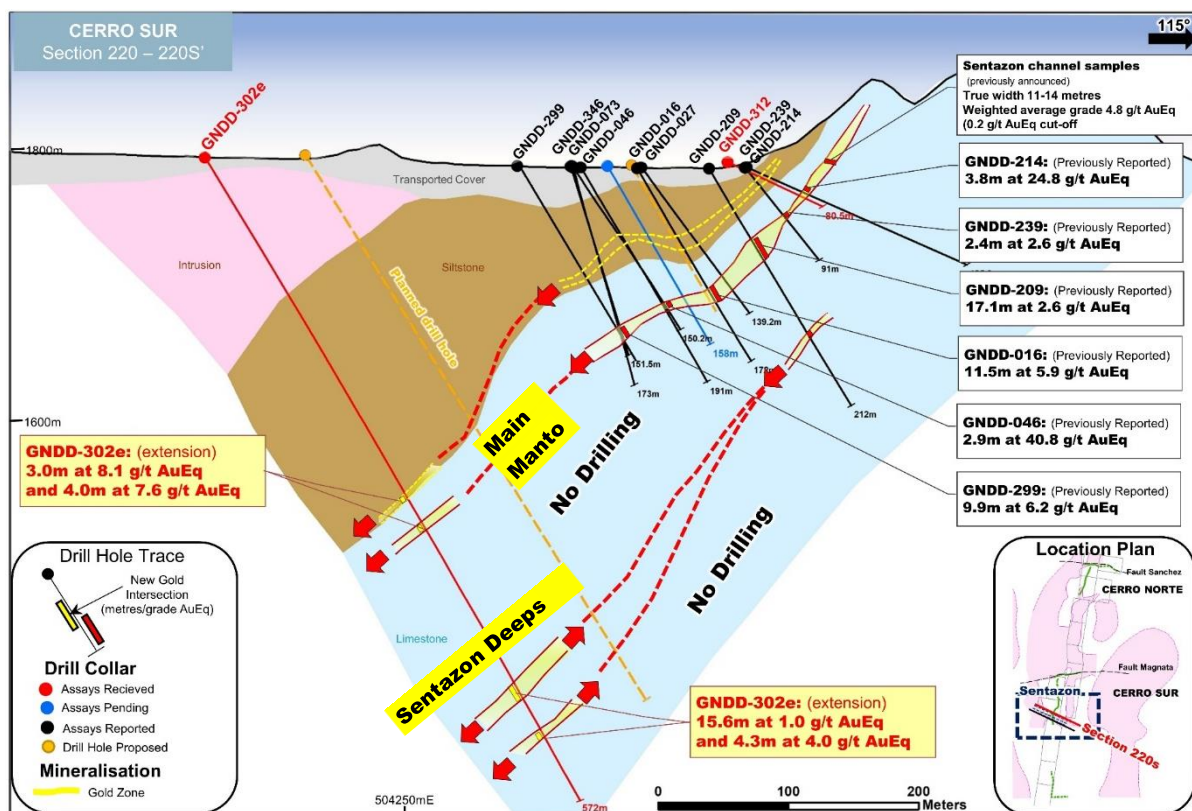 CERRO SUR
Section 220 – 220S'
115°
GNDD-302e
GNDD-299
GNDD-346
GNDD-073
GNDD-046
GNDD-016
GNDD-027
GNDD-209
GNDD-312
GNDD-239
GNDD-214
Sentazon channel samples
(previously announced)
True width 11-14 metres
Weighted average grade 4.8 g/t AuEq
(0.2 g/t AuEq cut-off
1800m
Transported Cover
GNDD-214: (Previously Reported)
3.8m at 24.8 g/t AuEq
80.5m
GNDD-239: (Previously Reported)
2.4m at 2.6 g/t AuEq
Intrusion
Siltstone
Planned drill hole
91m
GNDD-209: (Previously Reported)
17.1m at 2.6 g/t AuEq
139.2m
150.2m
158m
151.5m
178m
173m
191m
212m
GNDD-016: (Previously Reported)
11.5m at 5.9 g/t AuEq
1600m
Main
Manto
No Drilling
GNDD-046: (Previously Reported)
2.9m at 40.8 g/t AuEq
GNDD-302e: (extension)
3.0m at 8.1 g/t AuEq
and 4.0m at 7.6 g/t AuEq
GNDD-299: (Previously Reported)
9.9m at 6.2 g/t AuEq
No Drilling
Drill Hole Trace
New Gold
Intersection
(metres/grade AuEq)
Drill Collar
Assays Recieved
Assays Pending
Assays Reported
Drill Hole Proposed
Mineralisation
Gold Zone
Limestone
Sentazon Deeps
GNDD-302e: (extension)
15.6m at 1.0 g/t AuEq
and 4.3m at 4.0 g/t AuEq
Location Plan
Fault Sanchez
CERRO NORTE
Fault Magnata
Sentazon
CERRO SUR
Section 220s
504250mE
572m
0 100 200
Meters